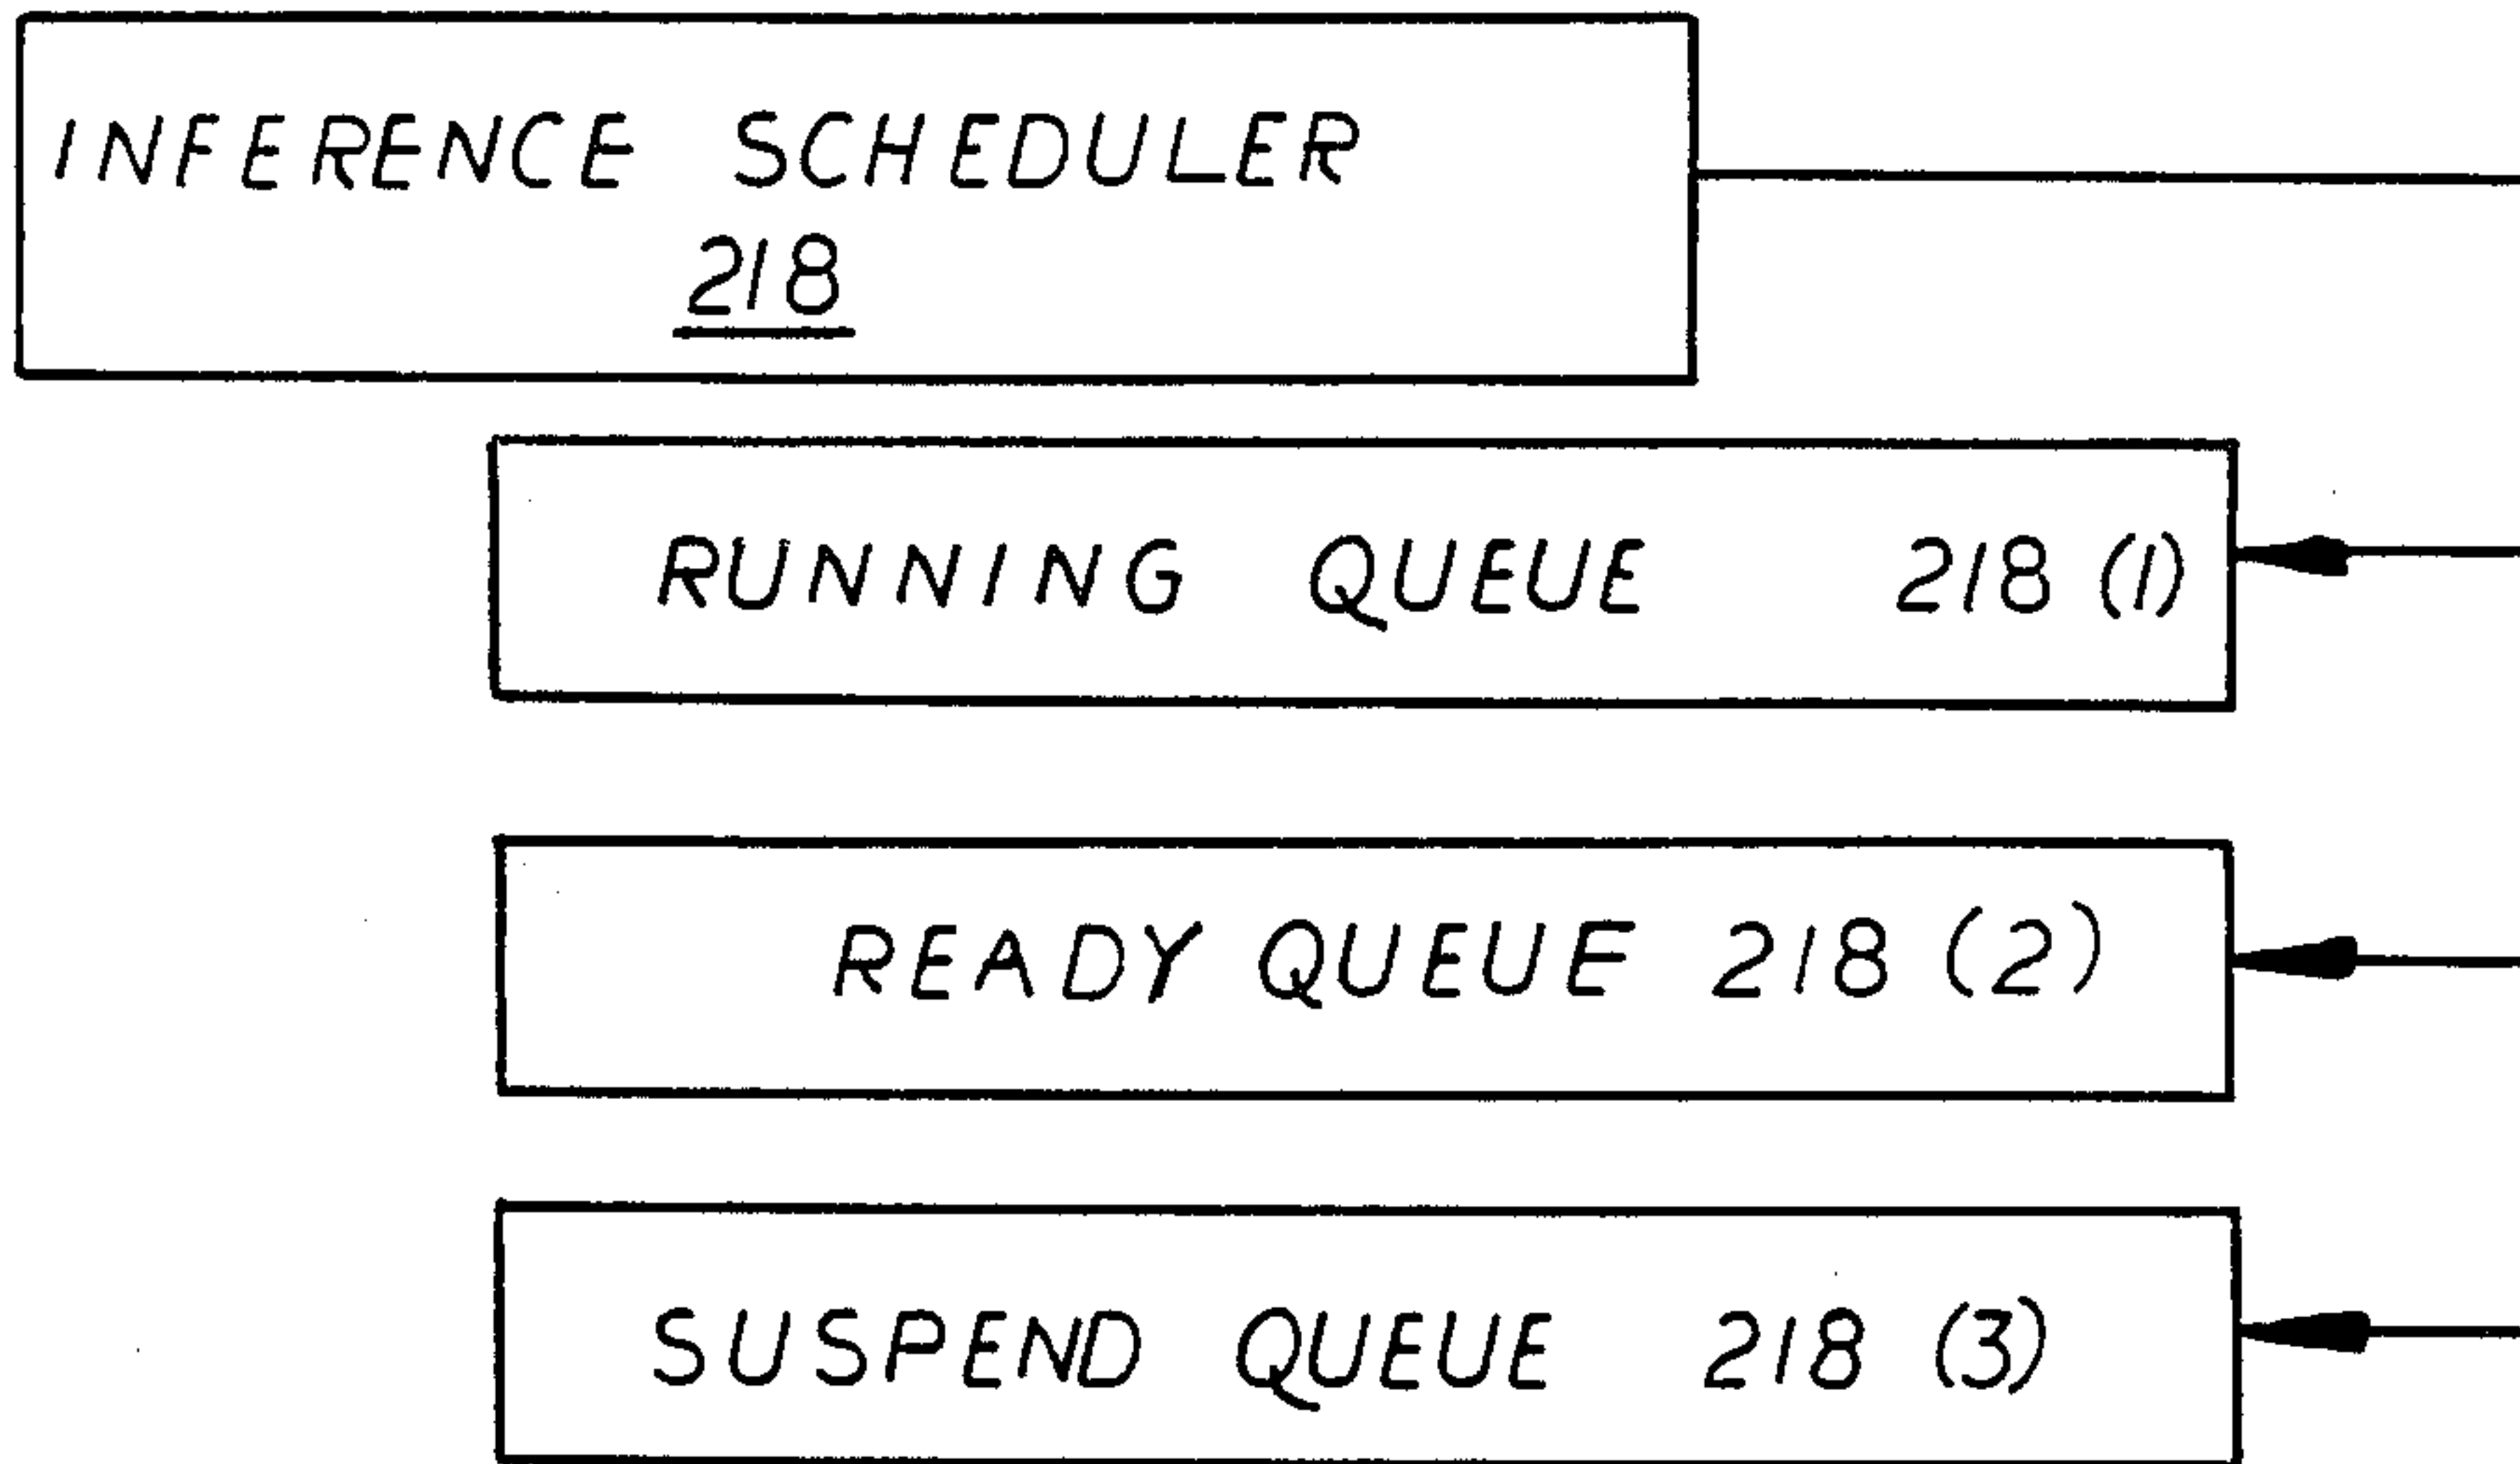 INFERENCE SCHEDULER
218
RUNNING QUEUE 218 (1)
READY QUEUE 218 (2)
SUSPEND QUEUE 218 (3)